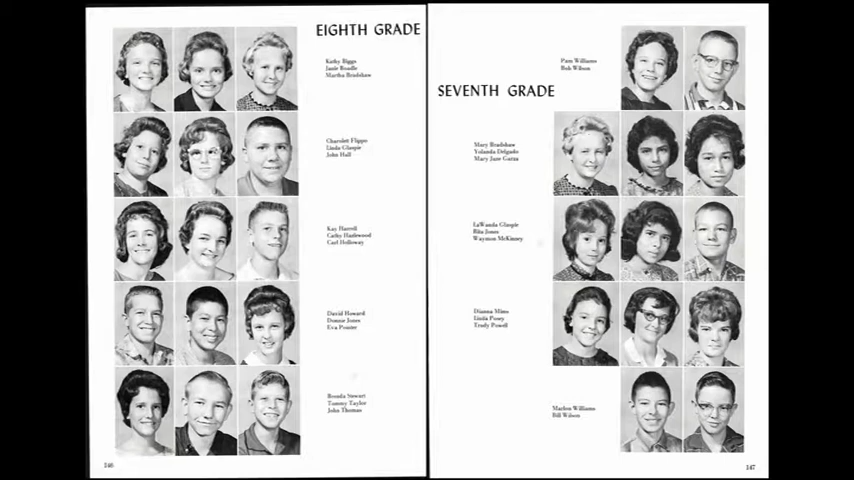 EIGHTH GRADE
Kathy Biggs
Janie Beadle
Martha Bradshaw
Charolett Flippo
Linda Glaspie
John Hall
Kay Harrell
Cathy Hazlewood
Carl Holloway
David Howard
Donnie Jones
Eva Ponter
Brenda Stewart
Tommy Taylor
John Thomas
146
Pam Williams
Bob Wilson
SEVENTH GRADE
Mary Bradshaw
Yolanda Delgado
Mary Jane Garza
LaWanda Glaspie
Rita Jones
Waymon McKinney
Dianna Mims
Linda Posey
Trudy Powell
Marlen Williams
Bill Wilson
147